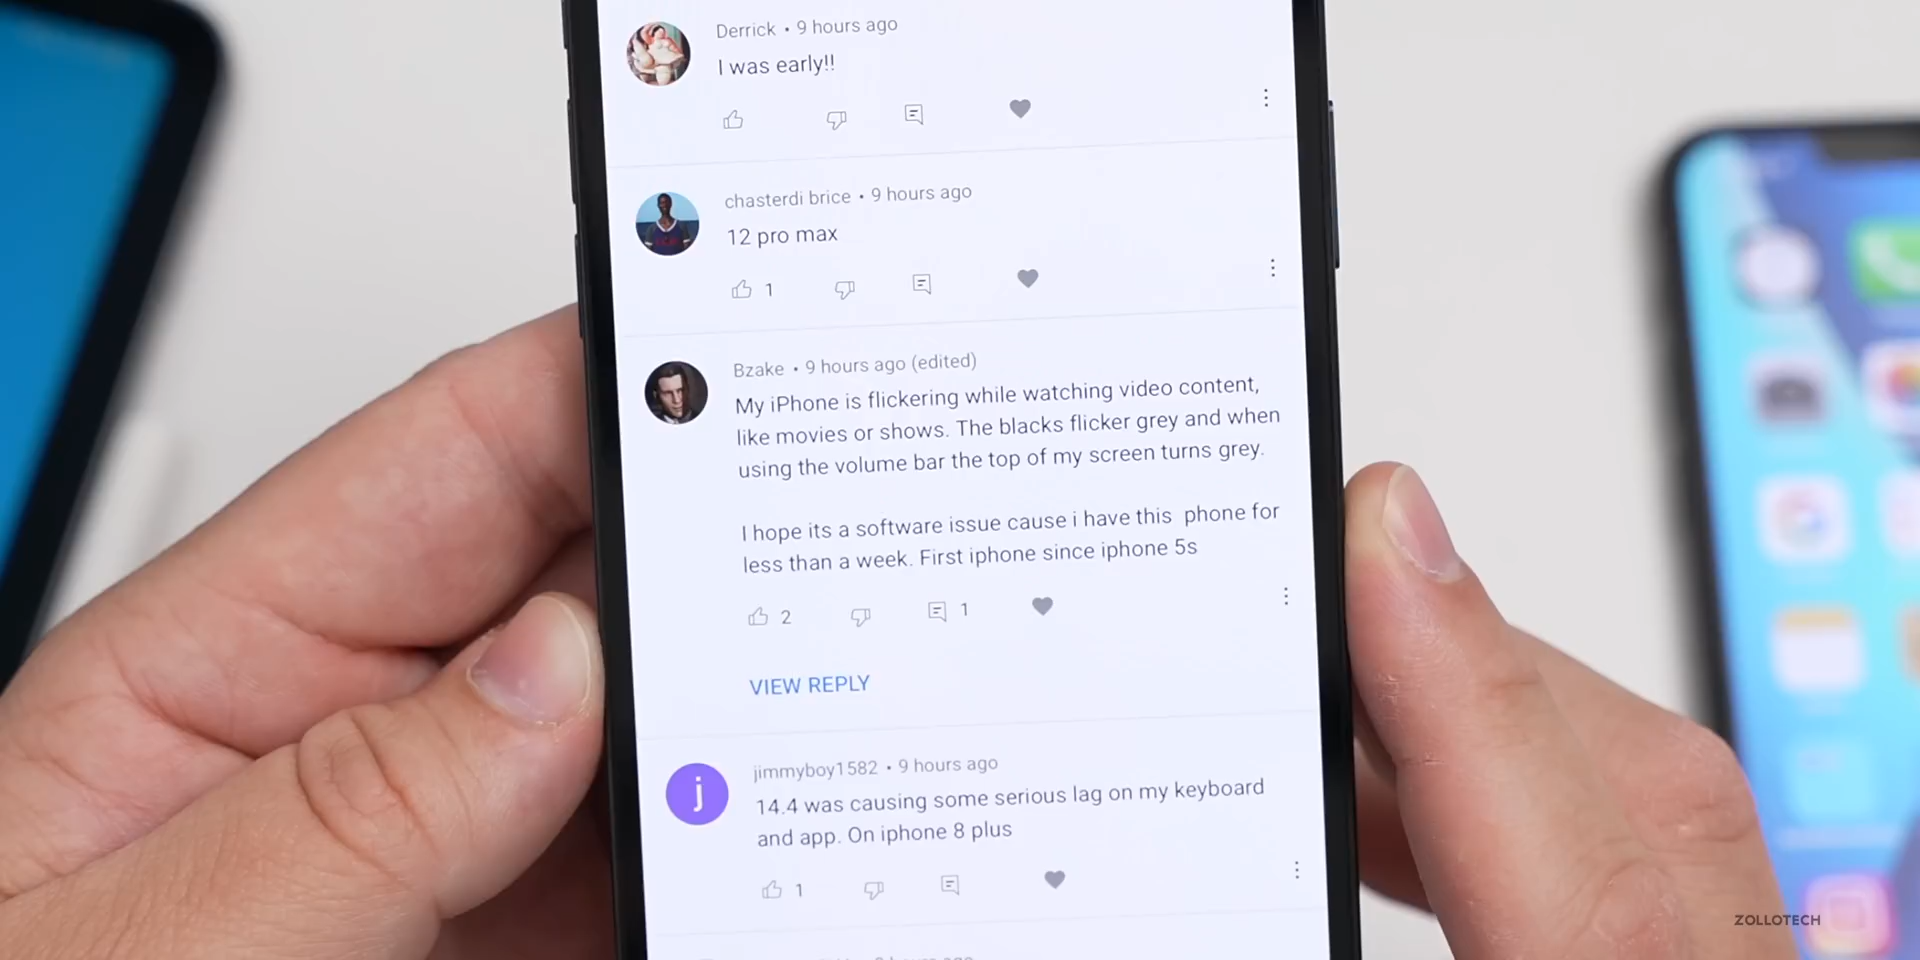 Derrick • 9 hours ago
I was early!!
chasterdi brice • 9 hours ago
12 pro max
1
Bzake • 9 hours ago (edited)
My iPhone is flickering while watching video content,
like movies or shows. The blacks flicker grey and when
using the volume bar the top of my screen turns grey.
I hope its a software issue cause i have this phone for
less than a week. First iphone since iphone 5s
2 1
VIEW REPLY
j
jimmyboy1582 • 9 hours ago
14.4 was causing some serious lag on my keyboard
and app. On iphone 8 plus
1
ZOLLOTECH